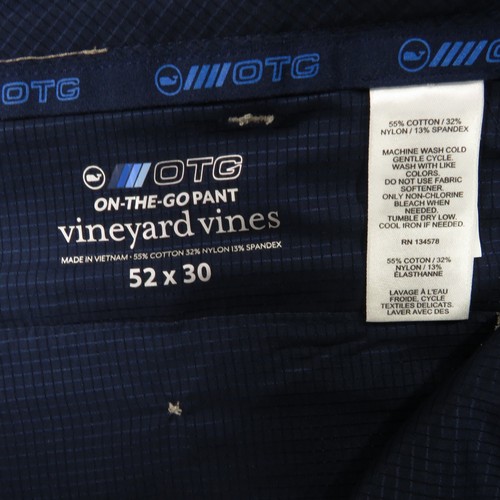 OTG
OTG
OTG
OTG
ON-THE-GO PANT
vineyard vines
MADE IN VIETNAM • 55% COTTON 32% NYLON 13% SPANDEX
52 x 30
55% COTTON / 32%
NYLON / 13% SPANDEX
MACHINE WASH COLD
GENTLE CYCLE.
WASH WITH LIKE
COLORS.
DO NOT USE FABRIC
SOFTENER.
ONLY NON-CHLORINE
BLEACH WHEN
NEEDED.
TUMBLE DRY LOW.
COOL IRON IF NEEDED.
RN 134578
55% COTON / 32%
NYLON / 13%
ÉLASTHANNE
LAVAGE À L'EAU
FROIDE, CYCLE
TEXTILES DELICATS.
LAVER AVEC DES